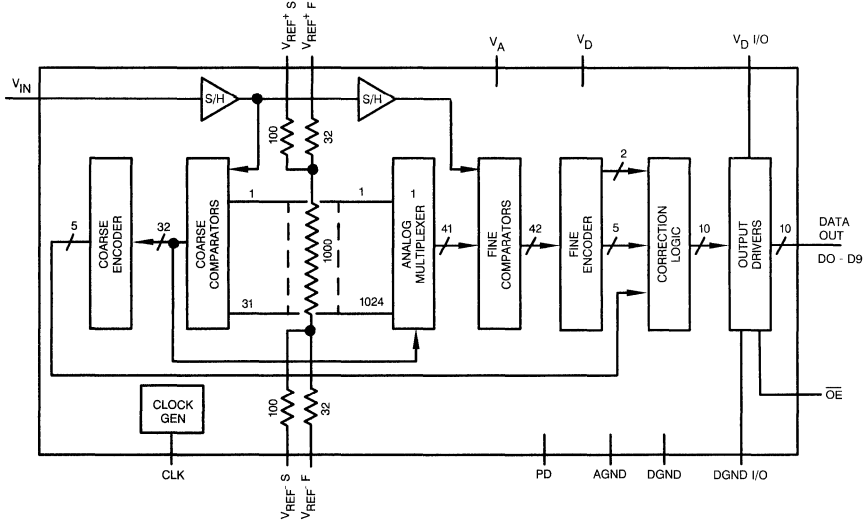 VREF+ S
VREF+ F
VA
VD
VD I/O
VIN
S/H
S/H
100
32
2
1
1
1
5
COARSE ENCODER
32
COARSE COMPARATORS
1000
ANALOG MULTIPLEXER
41
FINE COMPARATORS
42
FINE ENCODER
5
CORRECTION LOGIC
10
OUTPUT DRIVERS
10
DATA
OUT
DO - D9
31
1024
CLOCK
GEN
100
32
OE
CLK
VREF- S
VREF- F
PD
AGND
DGND
DGND I/O